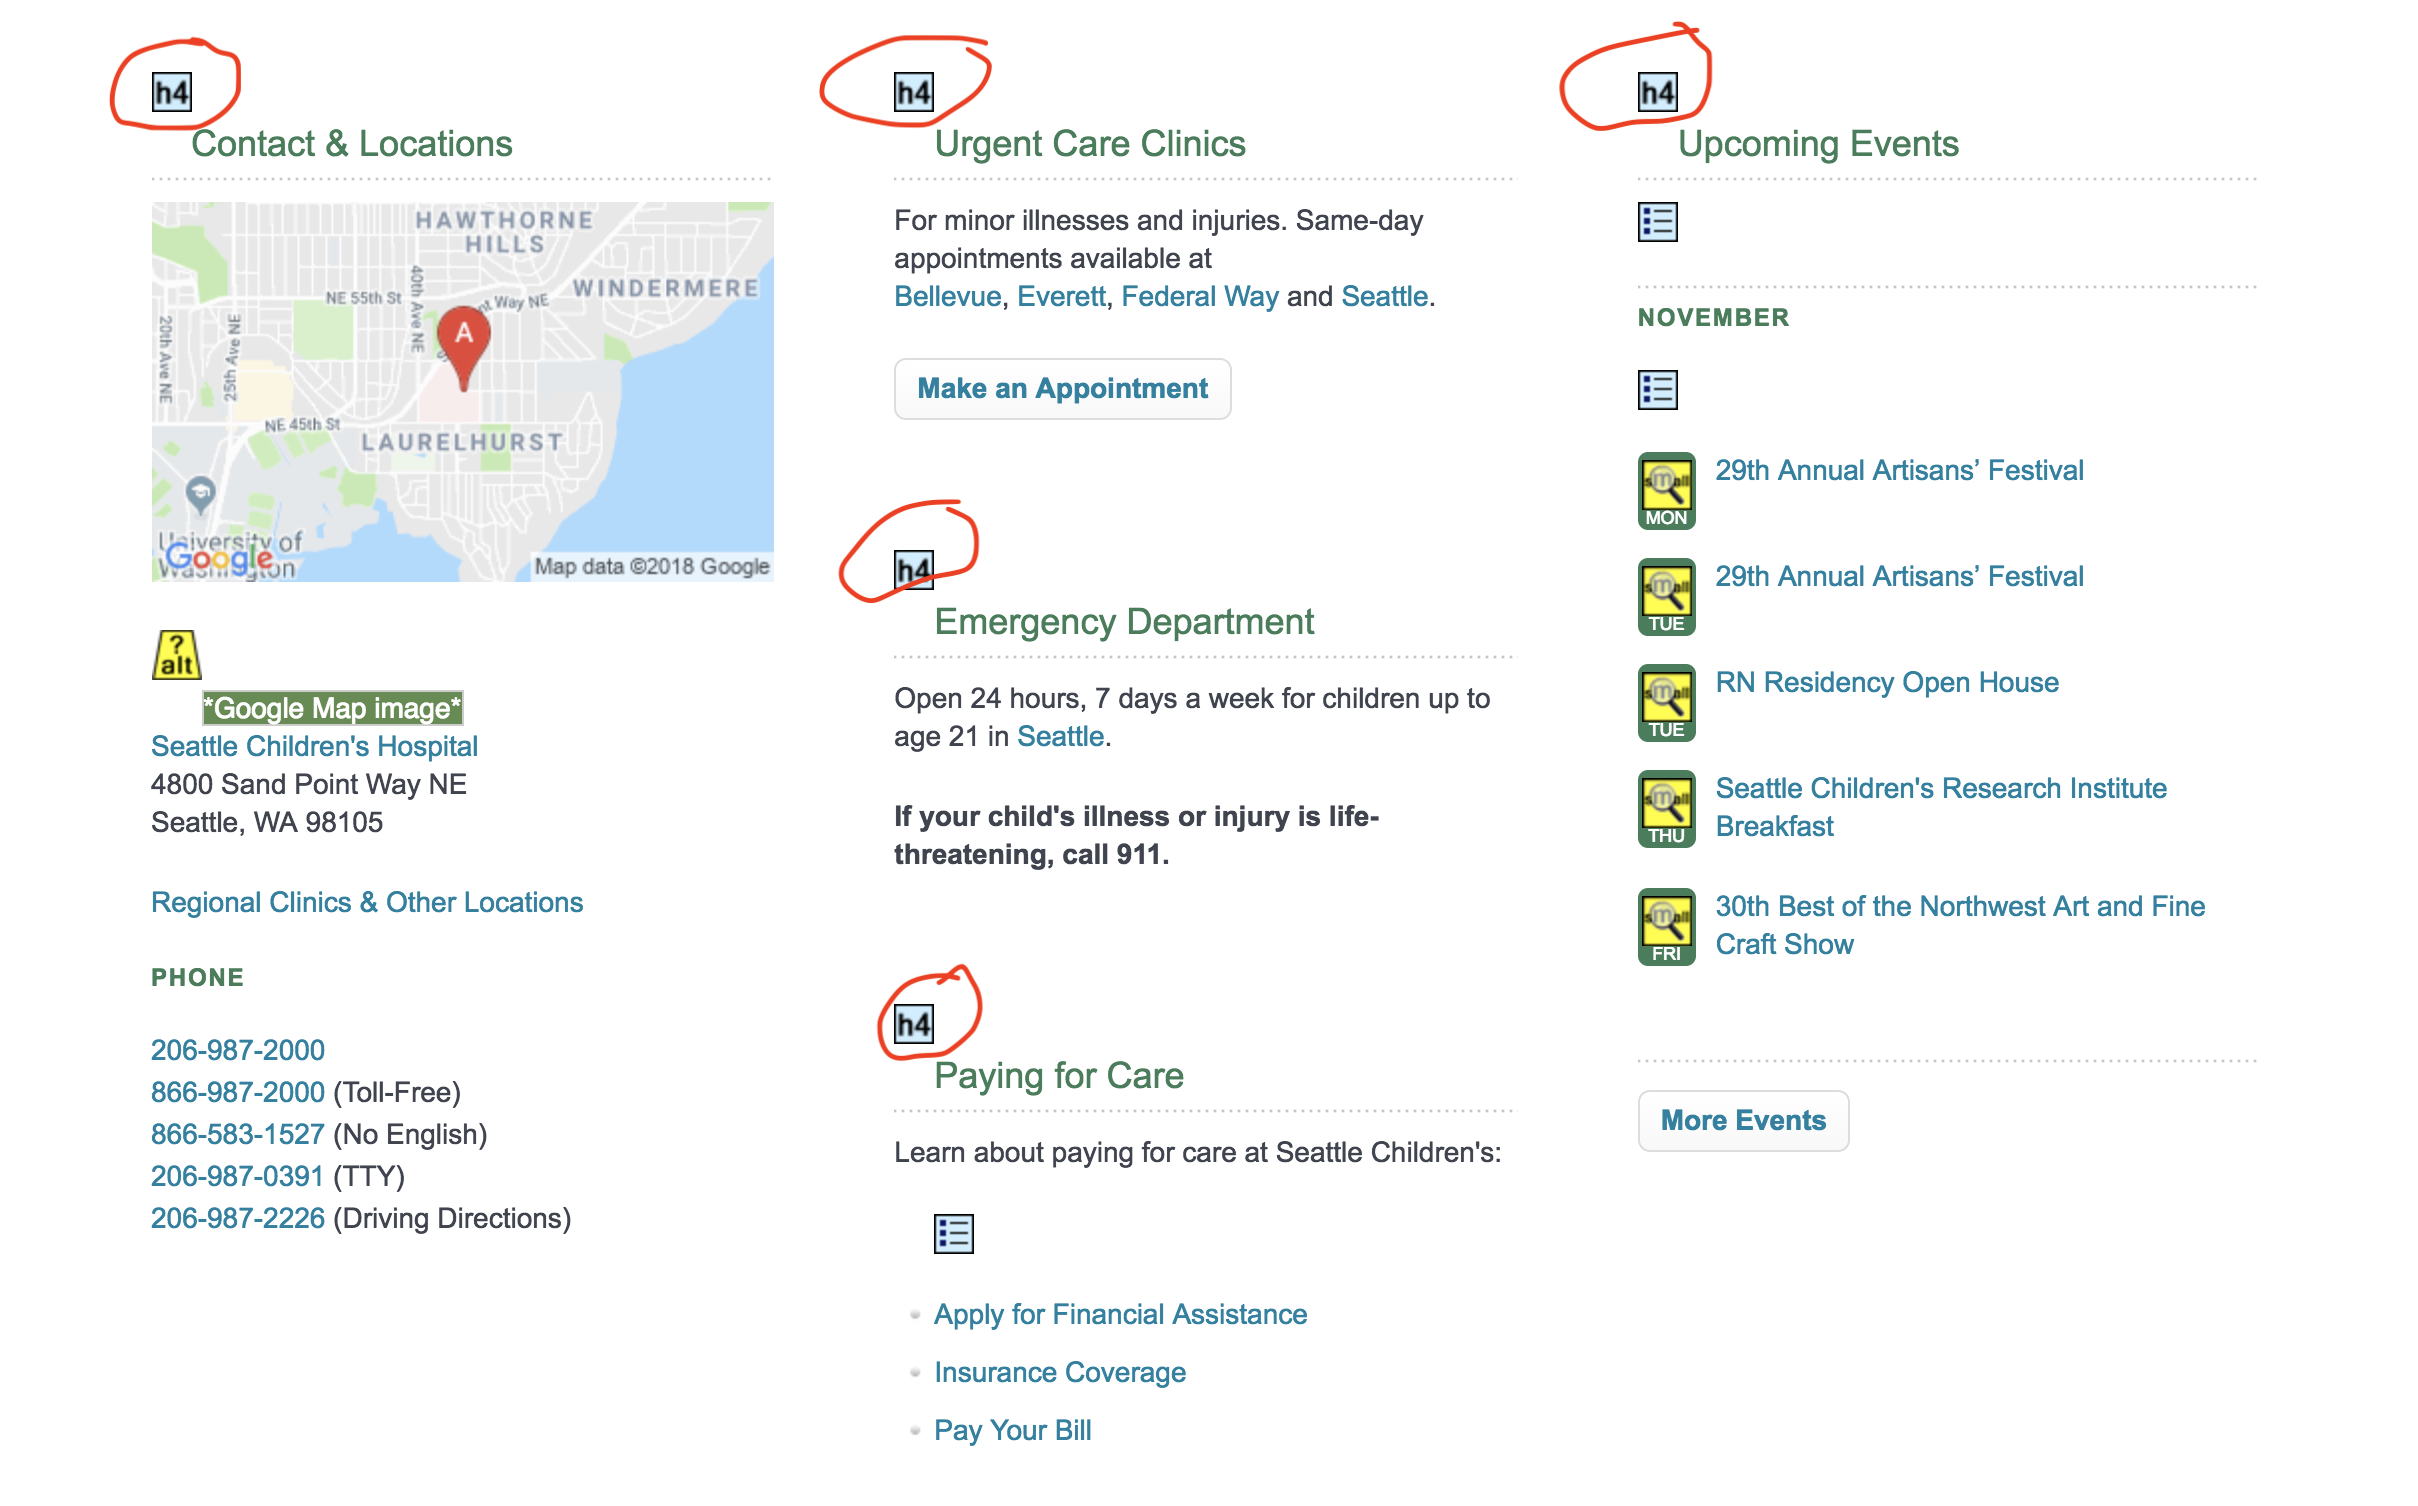 h4
Contact & Locations
HAWTHORNE
HILLS
WINDERMERE
NE 55th St
40th Ave NE
nt Way NE
20th Ave NE
25th Ave NE
A
NE 45th St
LAURELHURST
University of
Washington
Google
Map data ©2018 Google
?
alt
*Google Map image*
Seattle Children's Hospital
4800 Sand Point Way NE
Seattle, WA 98105
Regional Clinics & Other Locations
PHONE
206-987-2000
866-987-2000 (Toll-Free)
866-583-1527 (No English)
206-987-0391 (TTY)
206-987-2226 (Driving Directions)
h4
Urgent Care Clinics
For minor illnesses and injuries. Same-day
appointments available at
Bellevue, Everett, Federal Way and Seattle.
Make an Appointment
h4
Emergency Department
Open 24 hours, 7 days a week for children up to
age 21 in Seattle.
If your child's illness or injury is life-
threatening, call 911.
h4
Paying for Care
Learn about paying for care at Seattle Children's:
Apply for Financial Assistance
Insurance Coverage
Pay Your Bill
h4
Upcoming Events
NOVEMBER
small
MON
29th Annual Artisans’ Festival
small
TUE
29th Annual Artisans’ Festival
small
TUE
RN Residency Open House
small
THU
Seattle Children's Research Institute
Breakfast
small
FRI
30th Best of the Northwest Art and Fine
Craft Show
More Events